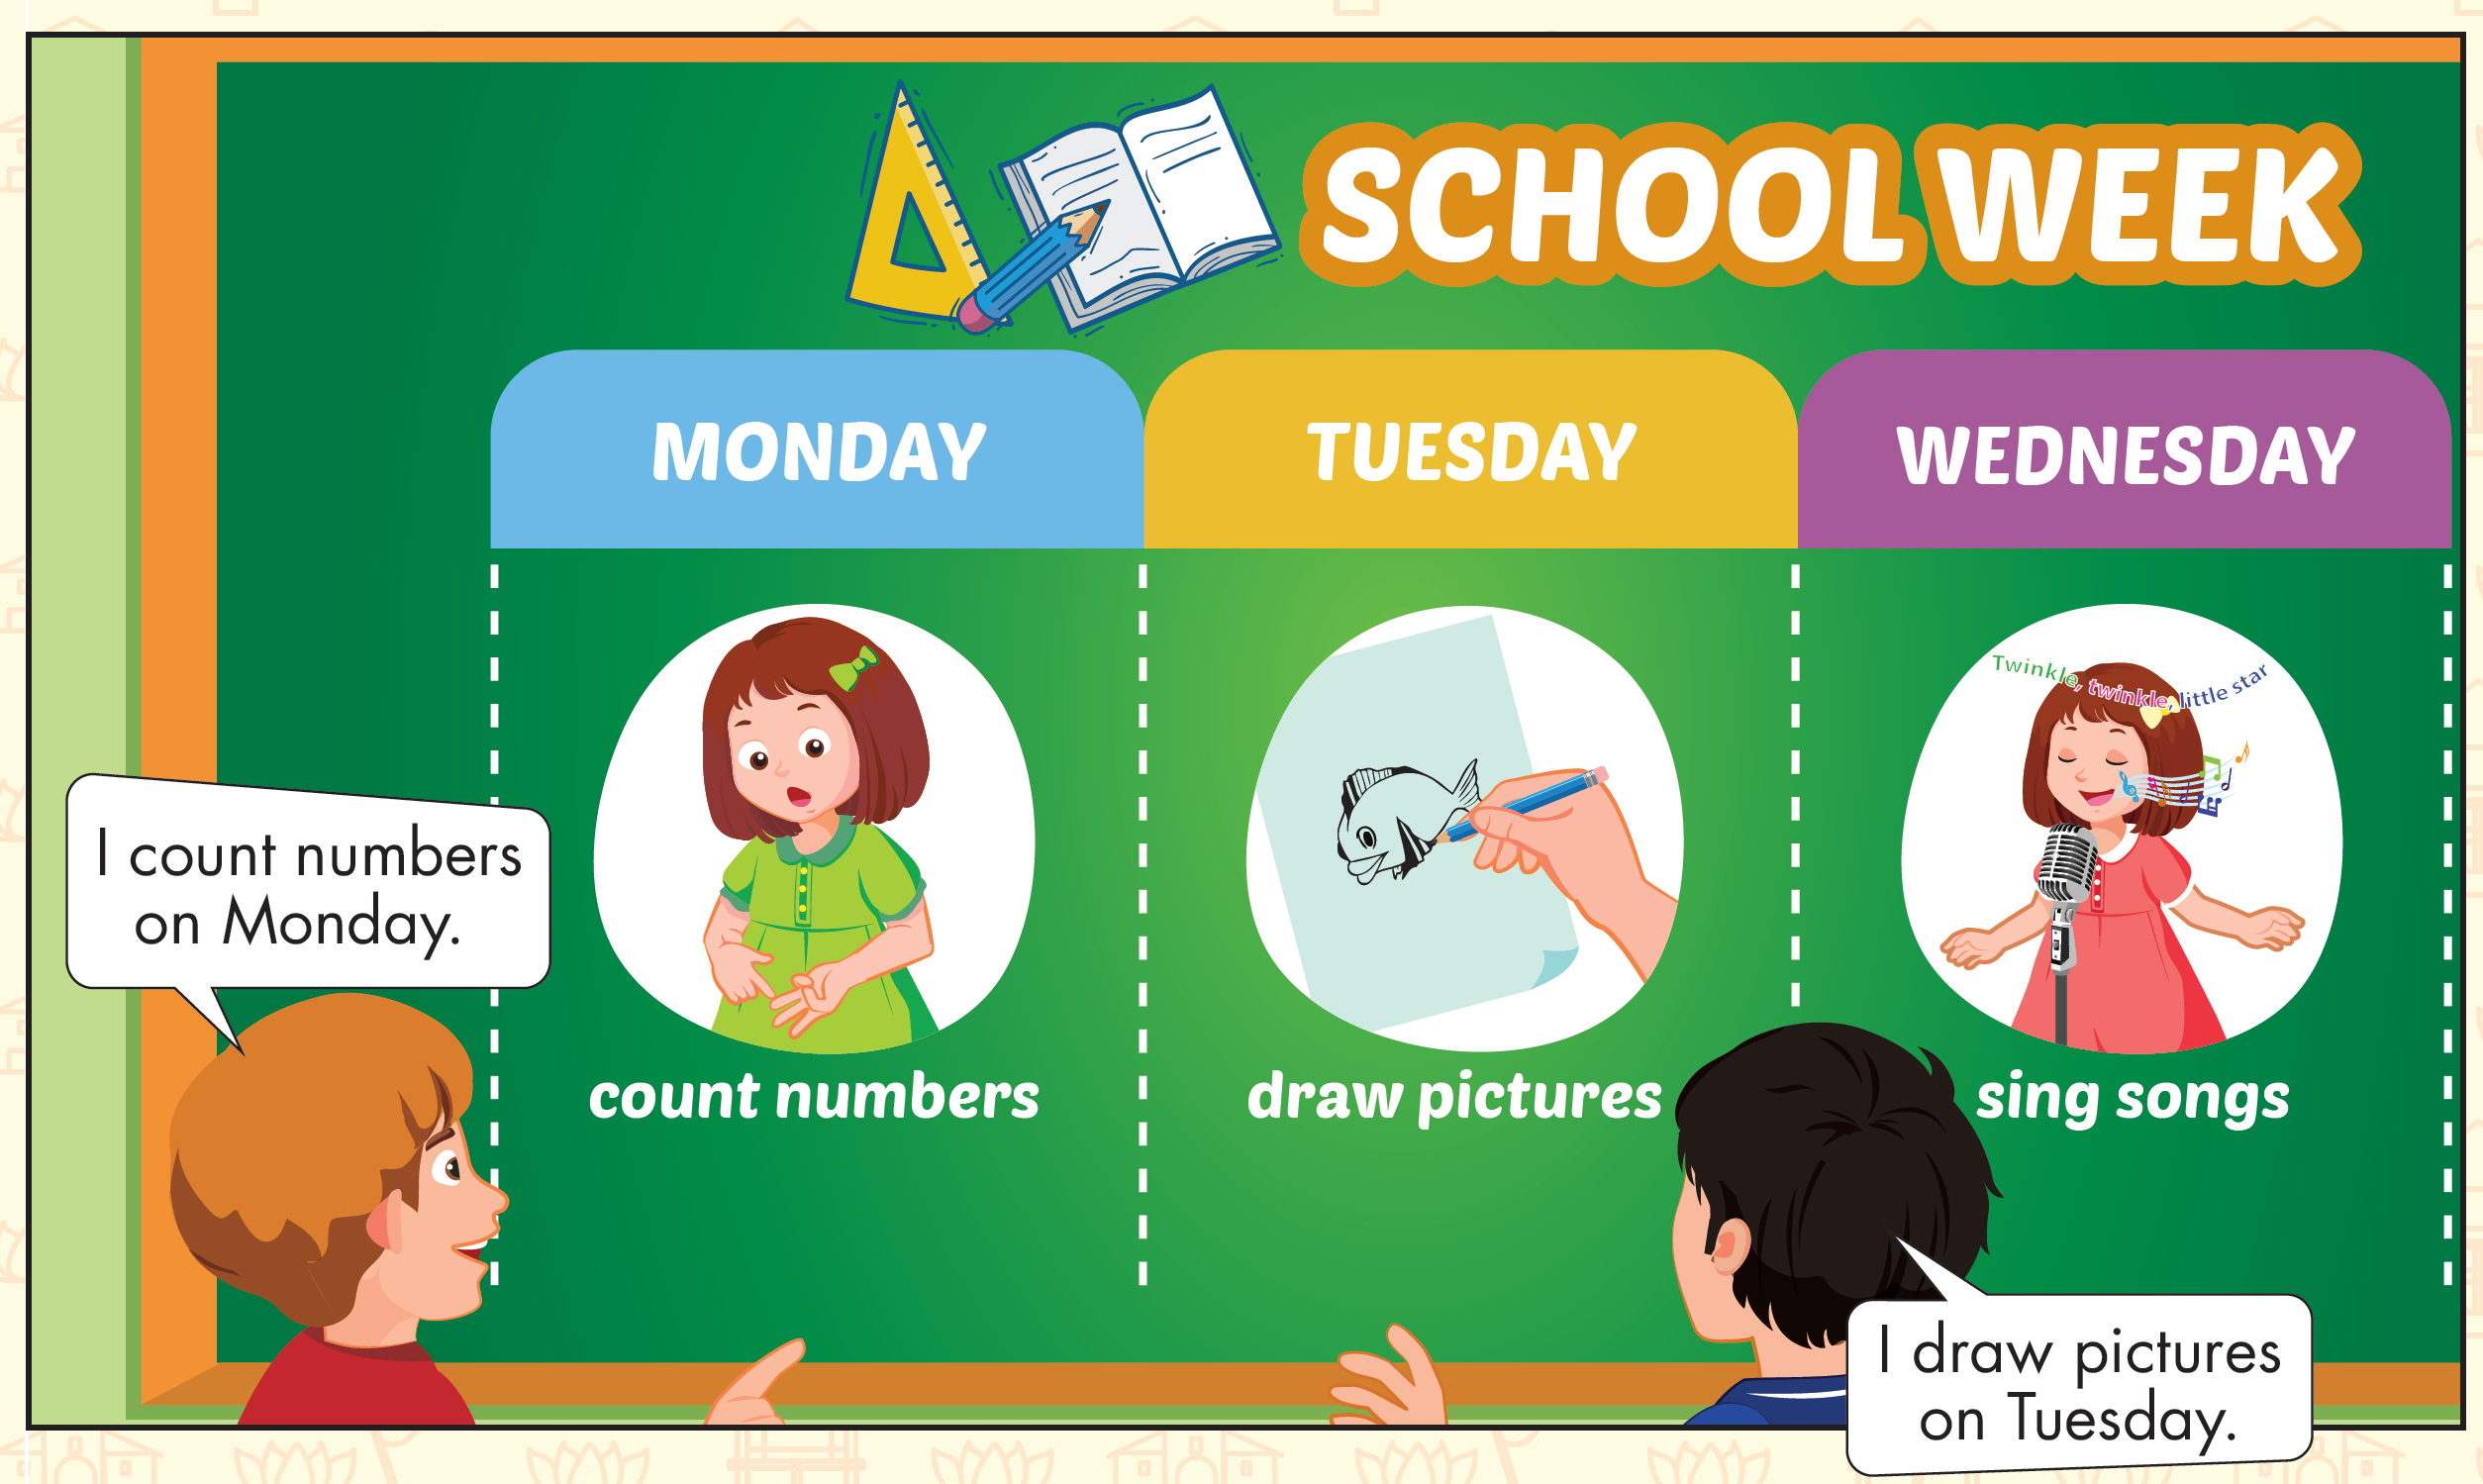 SCHOOL WEEK
MONDAY
TUESDAY
WEDNESDAY
Twinkle, twinkle, little star
I count numbers
on Monday.
count numbers
draw pictures
sing songs
I draw pictures
on Tuesday.